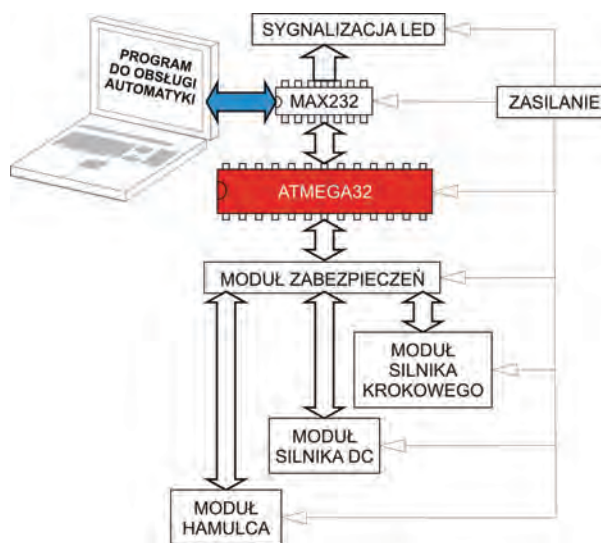 SYGNALIZACJA LED
PROGRAM
DO OBSŁUGI
AUTOMATYKI
MAX232
ZASILANIE
ATMEGA32
MODUŁ ZABEZPIECZEŃ
MODUŁ
SILNIKA
KROKOWEGO
MODUŁ
SILNIKA DC
MODUŁ
HAMULCA